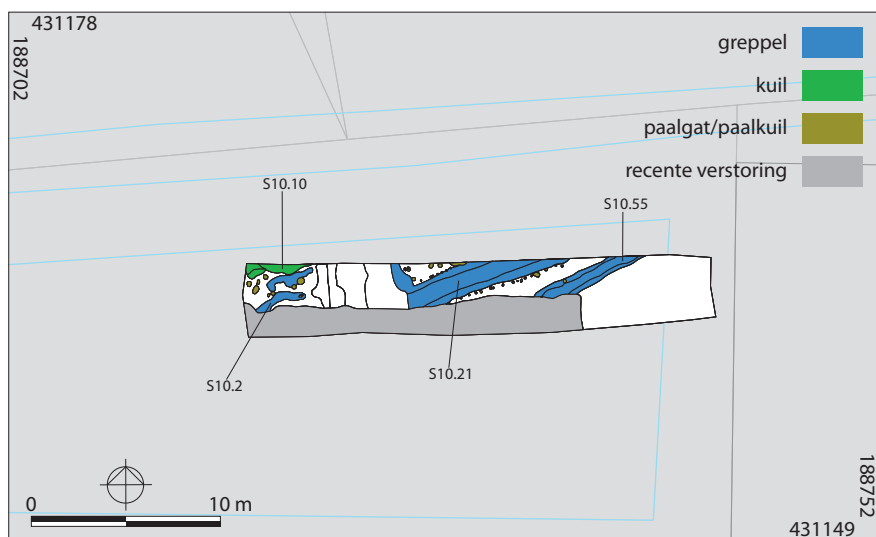 431178
188702
greppel
kuil
paalgat/paalkuil
recente verstoring
S10.10
S10.55
S10.2
S10.21
0 10 m
188752
431149